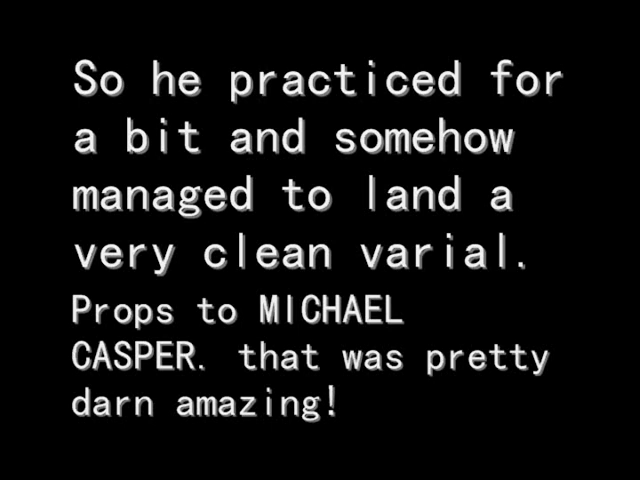 So he practiced for
a bit and somehow
managed to land a
very clean varial.
Props to MICHAEL
CASPER. that was pretty
darn amazing!